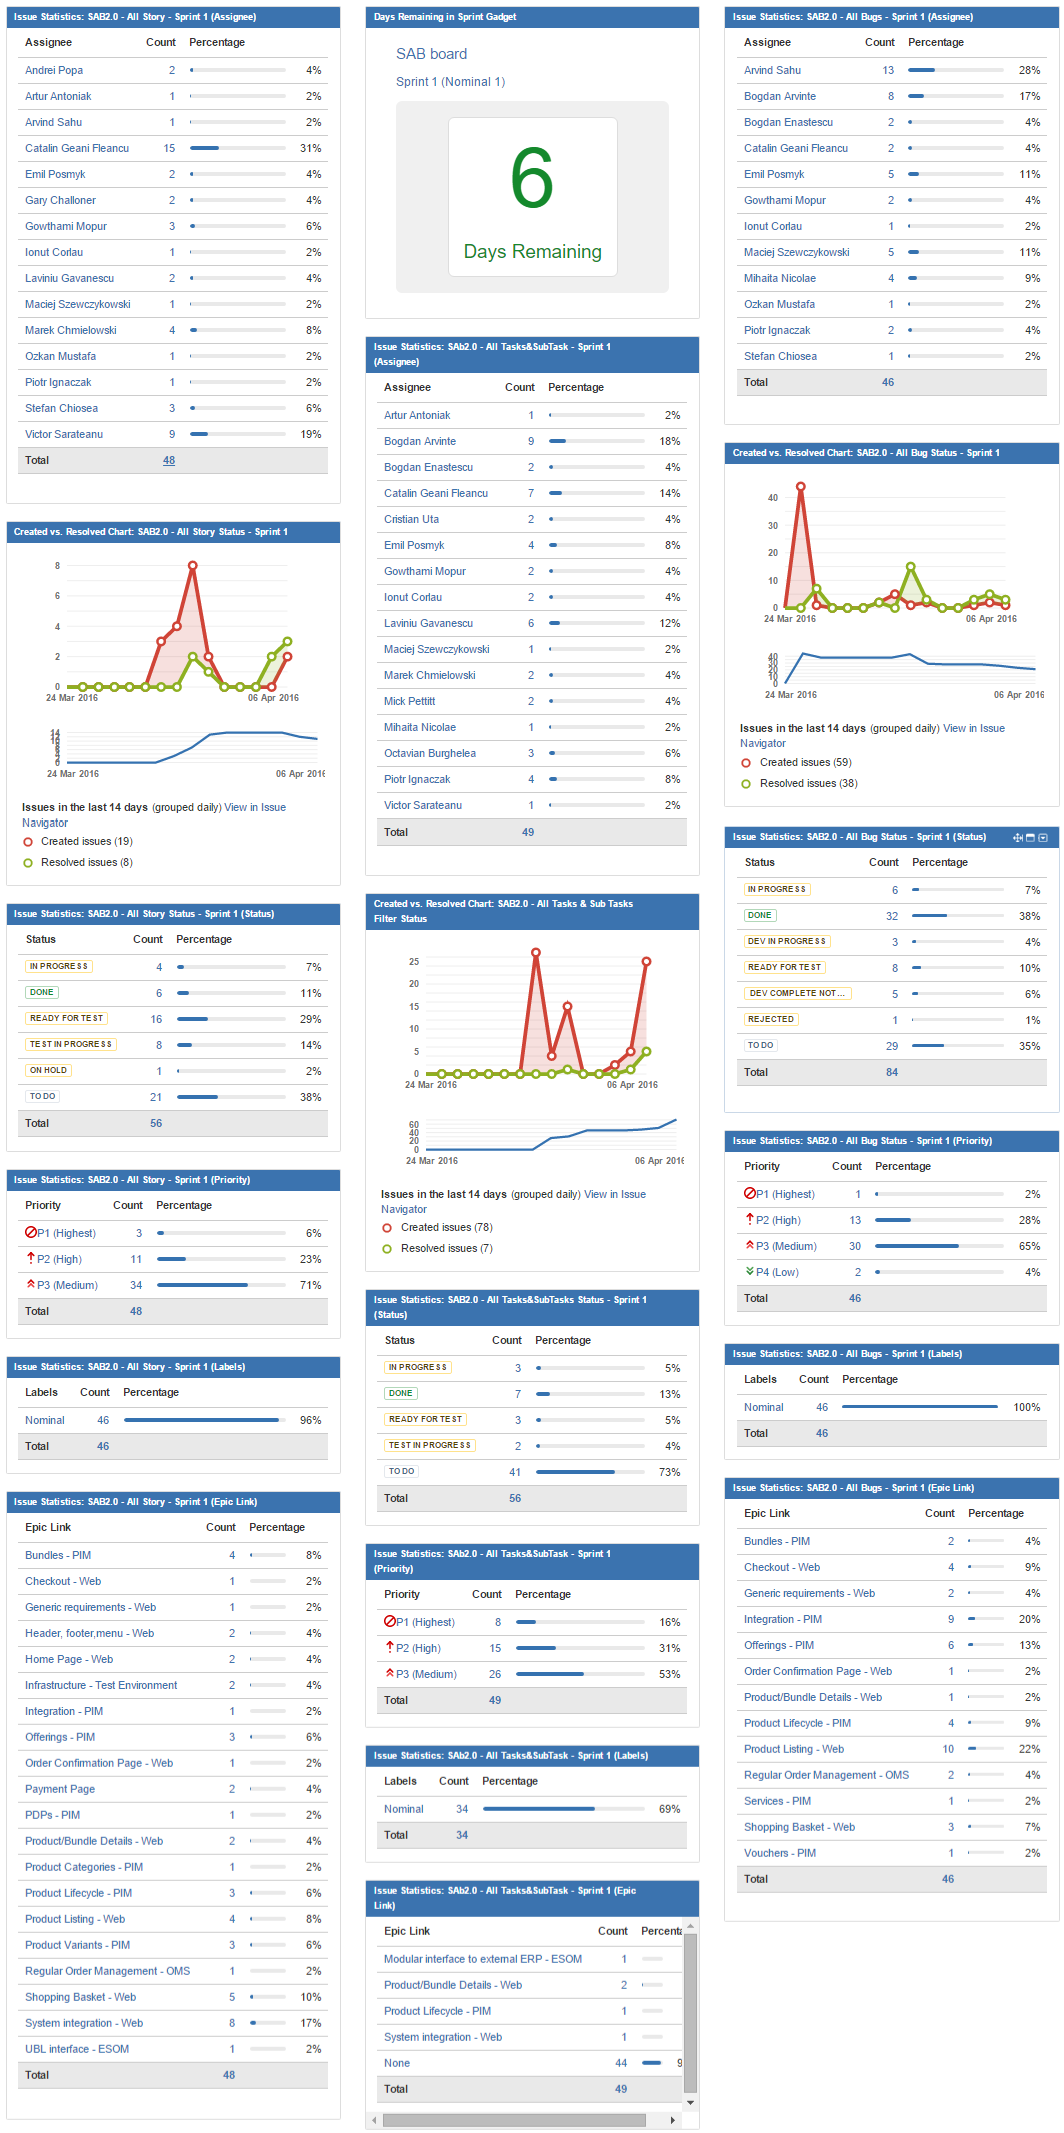 Issue Statistics: SAB2.0 - All Story - Sprint 1 (Assignee)
Assignee Count Percentage
Andrei Popa 2 4%
Artur Antoniak 1 2%
Arvind Sahu 1 2%
Catalin Geani Fleancu 15 31%
Emil Posmyk 2 4%
Gary Challoner 2 4%
Gowthami Mopur 3 6%
Ionut Corlau 1 2%
Laviniu Gavanescu 2 4%
Maciej Szewczykowski 1 2%
Marek Chmielowski 4 8%
Ozkan Mustafa 1 2%
Piotr Ignaczak 1 2%
Stefan Chiosea 3 6%
Victor Sarateanu 9 19%
Total 48
Created vs. Resolved Chart: SAB2.0 - All Story Status - Sprint 1
8
6
4
2
0
24 Mar 2016 06 Apr 2016
14
0
24 Mar 2016 06 Apr 201
Issues in the last 14 days (grouped daily) View in Issue
Navigator
Created issues (19)
Resolved issues (8)
Issue Statistics: SAB2.0 - All Story Status - Sprint 1 (Status)
Status Count Percentage
IN PROGRESS 4 7%
DONE 6 11%
READY FOR TEST 16 29%
TEST IN PROGRESS 8 14%
ON HOLD 1 2%
TO DO 21 38%
Total 56
Issue Statistics: SAB2.0 - All Story - Sprint 1 (Priority)
Priority Count Percentage
P1 (Highest) 3 6%
P2 (High) 11 23%
P3 (Medium) 34 71%
Total 48
Issue Statistics: SAB2.0 - All Story - Sprint 1 (Labels)
Labels Count Percentage
Nominal 46 96%
Total 46
Issue Statistics: SAB2.0 - All Story - Sprint 1 (Epic Link)
Epic Link Count Percentage
Bundles - PIM 4 8%
Checkout - Web 1 2%
Generic requirements - Web 1 2%
Header, footer,menu - Web 2 4%
Home Page - Web 2 4%
Infrastructure - Test Environment 2 4%
Integration - PIM 1 2%
Offerings - PIM 3 6%
Order Confirmation Page - Web 1 2%
Payment Page 2 4%
PDPs - PIM 1 2%
Product/Bundle Details - Web 2 4%
Product Categories - PIM 1 2%
Product Lifecycle - PIM 3 6%
Product Listing - Web 4 8%
Product Variants - PIM 3 6%
Regular Order Management - OMS 1 2%
Shopping Basket - Web 5 10%
System integration - Web 8 17%
UBL interface - ESOM 1 2%
Total 48
Days Remaining in Sprint Gadget
SAB board
Sprint 1 (Nominal 1)
6
Days Remaining
Issue Statistics: SAb2.0 - All Tasks&SubTask - Sprint 1
(Assignee)
Assignee Count Percentage
Artur Antoniak 1 2%
Bogdan Arvinte 9 18%
Bogdan Enastescu 2 4%
Catalin Geani Fleancu 7 14%
Cristian Uta 2 4%
Emil Posmyk 4 8%
Gowthami Mopur 2 4%
Ionut Corlau 2 4%
Laviniu Gavanescu 6 12%
Maciej Szewczykowski 1 2%
Marek Chmielowski 2 4%
Mick Pettitt 2 4%
Mihaita Nicolae 1 2%
Octavian Burghelea 3 6%
Piotr Ignaczak 4 8%
Victor Sarateanu 1 2%
Total 49
Created vs. Resolved Chart: SAB2.0 - All Tasks & Sub Tasks
Filter Status
25
20
15
10
5
0
24 Mar 2016 06 Apr 2016
60
40
20
0
24 Mar 2016 06 Apr 201
Issues in the last 14 days (grouped daily) View in Issue
Navigator
Created issues (78)
Resolved issues (7)
Issue Statistics: SAB2.0 - All Tasks&SubTasks Status - Sprint 1
(Status)
Status Count Percentage
IN PROGRESS 3 5%
DONE 7 13%
READY FOR TEST 3 5%
TEST IN PROGRESS 2 4%
TO DO 41 73%
Total 56
Issue Statistics: SAb2.0 - All Tasks&SubTask - Sprint 1
(Priority)
Priority Count Percentage
P1 (Highest) 8 16%
P2 (High) 15 31%
P3 (Medium) 26 53%
Total 49
Issue Statistics: SAb2.0 - All Tasks&SubTask - Sprint 1 (Labels)
Labels Count Percentage
Nominal 34 69%
Total 34
Issue Statistics: SAb2.0 - All Tasks&SubTask - Sprint 1 (Epic
Link)
Epic Link Count Percenta
Modular interface to external ERP - ESOM 1
Product/Bundle Details - Web 2
Product Lifecycle - PIM 1
System integration - Web 1
None 44 9
Total 49
Issue Statistics: SAB2.0 - All Bugs - Sprint 1 (Assignee)
Assignee Count Percentage
Arvind Sahu 13 28%
Bogdan Arvinte 8 17%
Bogdan Enastescu 2 4%
Catalin Geani Fleancu 2 4%
Emil Posmyk 5 11%
Gowthami Mopur 2 4%
Ionut Corlau 1 2%
Maciej Szewczykowski 5 11%
Mihaita Nicolae 4 9%
Ozkan Mustafa 1 2%
Piotr Ignaczak 2 4%
Stefan Chiosea 1 2%
Total 46
Created vs. Resolved Chart: SAB2.0 - All Bug Status - Sprint 1
40
30
20
10
0
24 Mar 2016 06 Apr 2016
40
30
20
10
0
24 Mar 2016 06 Apr 2016
Issues in the last 14 days (grouped daily) View in Issue
Navigator
Created issues (59)
Resolved issues (38)
Issue Statistics: SAB2.0 - All Bug Status - Sprint 1 (Status)
Status Count Percentage
IN PROGRESS 6 7%
DONE 32 38%
DEV IN PROGRESS 3 4%
READY FOR TEST 8 10%
DEV COMPLETE NOT... 5 6%
REJECTED 1 1%
TO DO 29 35%
Total 84
Issue Statistics: SAB2.0 - All Bug Status - Sprint 1 (Priority)
Priority Count Percentage
P1 (Highest) 1 2%
P2 (High) 13 28%
P3 (Medium) 30 65%
P4 (Low) 2 4%
Total 46
Issue Statistics: SAB2.0 - All Bugs - Sprint 1 (Labels)
Labels Count Percentage
Nominal 46 100%
Total 46
Issue Statistics: SAB2.0 - All Bugs - Sprint 1 (Epic Link)
Epic Link Count Percentage
Bundles - PIM 2 4%
Checkout - Web 4 9%
Generic requirements - Web 2 4%
Integration - PIM 9 20%
Offerings - PIM 6 13%
Order Confirmation Page - Web 1 2%
Product/Bundle Details - Web 1 2%
Product Lifecycle - PIM 4 9%
Product Listing - Web 10 22%
Regular Order Management - OMS 2 4%
Services - PIM 1 2%
Shopping Basket - Web 3 7%
Vouchers - PIM 1 2%
Total 46